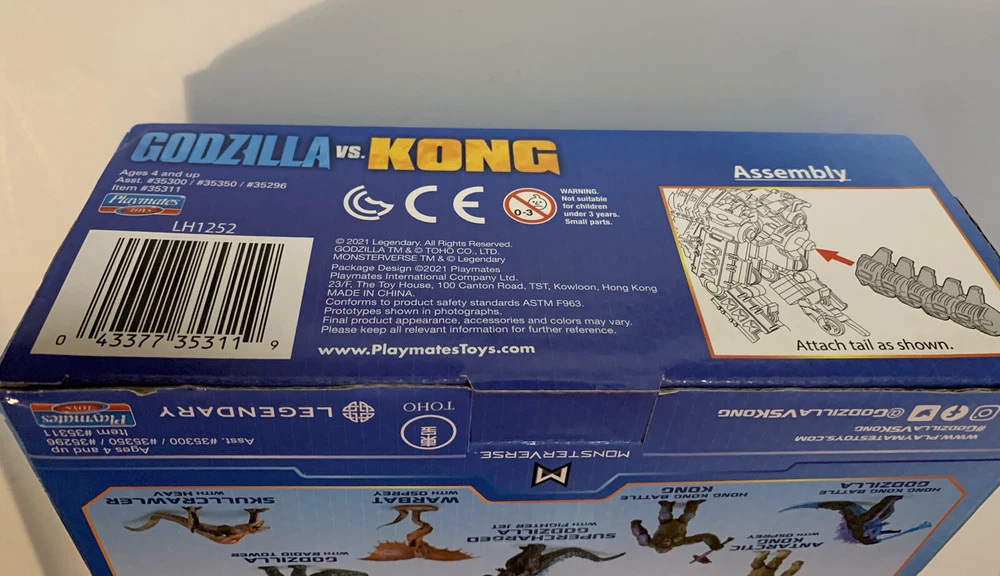 GODZILLA VS. KONG
Ages 4 and up
Asst. #35300 / #35350 / #35296
Item #35311
Playmates
TOYS
LH1252
0 43377 35311 9
CE
0-3
WARNING.
Not suitable
for children
under 3 years.
Small parts.
© 2021 Legendary. All Rights Reserved.
GODZILLA TM & © TOHO CO., LTD.
MONSTERVERSE TM & © Legendary
Package Design ©2021 Playmates
Playmates International Company Ltd.
23/F, The Toy House, 100 Canton Road, TST, Kowloon, Hong Kong
MADE IN CHINA.
Conforms to product safety standards ASTM F963.
Prototypes shown in photographs.
Final product appearance, accessories and colors may vary.
Please keep all relevant information for further reference.
www.PlaymatesToys.com
Assembly
Attach tail as shown.
Playmates
TOYS
Ages 4 and up
Asst. #35300 / #35350 / #35296
Item #35311
LEGENDARY
TOHO
MONSTERVERSE
@GODZILLAVSKONG
#GODZILLAVSKONG
WWW.PLAYMATESTOYS.COM
SKULLCRAWLER
WITH HEAV
WARBAT
WITH OSPREY
HONG KONG BATTLE
KONG
HONG KONG BATTLE
GODZILLA
GODZILLA
WITH RADIO TOWER
SUPERCHARGED
GODZILLA
WITH FIGHTER JET
ANTARCTIC
KONG
WITH OSPREY